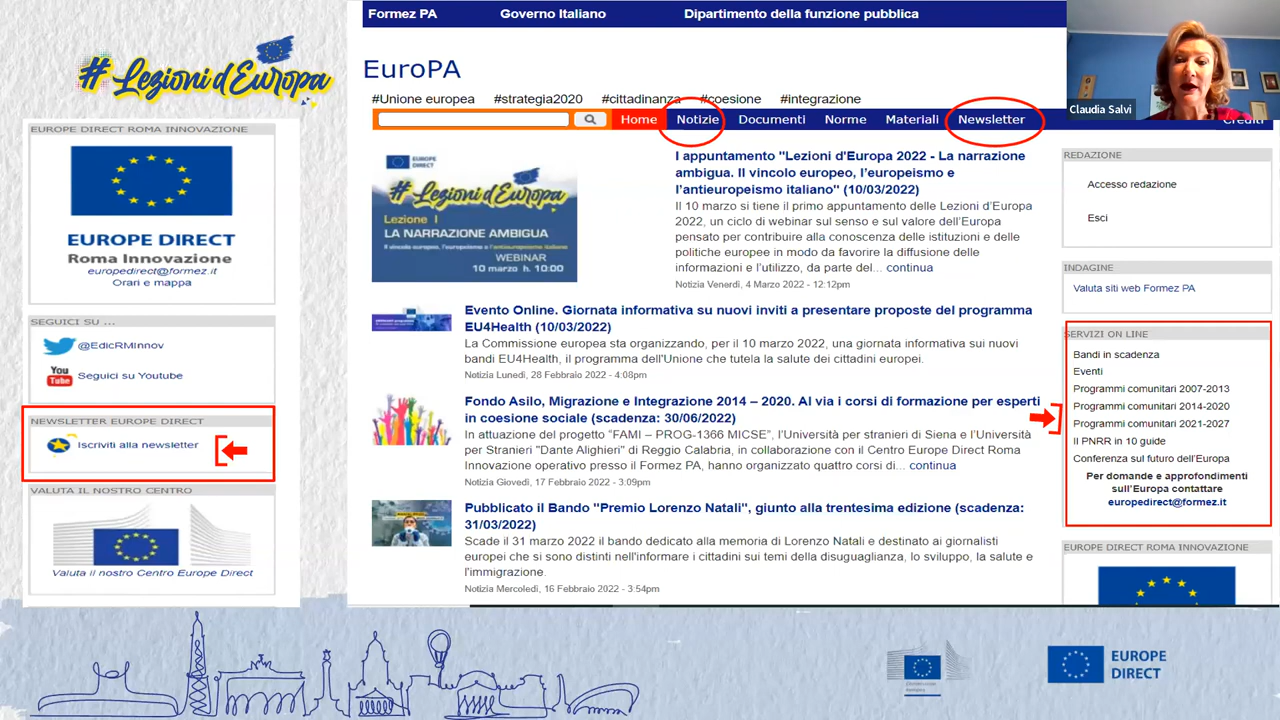 Formez PA
Governo Italiano
Dipartimento della funzione pubblica
#Lezioni d'Europa
EuroPA
#Unione europea #strategia2020 #cittadinanza #coesione #integrazione
Home Notizie Documenti Norme Materiali Newsletter Crediti
Claudia Salvi
EUROPE DIRECT ROMA INNOVAZIONE
EUROPE DIRECT
Roma Innovazione
europedirect@formez.it
Orari e mappa
SEGUICI SU ...
@EdicRMInnov
You
Tube
Seguici su Youtube
NEWSLETTER EUROPE DIRECT
Iscriviti alla newsletter
VALUTA IL NOSTRO CENTRO
Valuta il nostro Centro Europe Direct
EUROPE
DIRECT
#Lezioni d'Europa
Lezione I
LA NARRAZIONE AMBIGUA
Il vincolo europeo, l'europeismo e l'antieuropeismo italiano
WEBINAR
10 marzo h. 10:00
I appuntamento "Lezioni d'Europa 2022 - La narrazione
ambigua. Il vincolo europeo, l'europeismo e
l'antieuropeismo italiano" (10/03/2022)
Il 10 marzo si tiene il primo appuntamento delle Lezioni d'Europa
2022, un ciclo di webinar sul senso e sul valore dell'Europa
pensato per contribuire alla conoscenza delle istituzioni e delle
politiche europee in modo da favorire la diffusione delle
informazioni e l'utilizzo, da parte del... continua
Notizia Venerdì, 4 Marzo 2022 - 12:12pm
Evento Online. Giornata informativa su nuovi inviti a presentare proposte del programma
EU4Health (10/03/2022)
La Commissione europea sta organizzando, per il 10 marzo 2022, una giornata informativa sui nuovi
bandi EU4Health, il programma dell'Unione che tutela la salute dei cittadini europei.
Notizia Lunedì, 28 Febbraio 2022 - 4:08pm
Fondo Asilo, Migrazione e Integrazione 2014 – 2020. Al via i corsi di formazione per esperti
in coesione sociale (scadenza: 30/06/2022)
In attuazione del progetto "FAMI – PROG-1366 MICSE", l'Università per stranieri di Siena e l'Università
per Stranieri "Dante Alighieri" di Reggio Calabria, in collaborazione con il Centro Europe Direct Roma
Innovazione operativo presso il Formez PA, hanno organizzato quattro corsi di... continua
Notizia Giovedì, 17 Febbraio 2022 - 3:09pm
Pubblicato il Bando "Premio Lorenzo Natali", giunto alla trentesima edizione (scadenza:
31/03/2022)
Scade il 31 marzo 2022 il bando dedicato alla memoria di Lorenzo Natali e destinato ai giornalisti
europei che si sono distinti nell'informare i cittadini sui temi della disuguaglianza, lo sviluppo, la salute e
l'immigrazione.
Notizia Mercoledì, 16 Febbraio 2022 - 3:54pm
REDAZIONE
Accesso redazione
Esci
INDAGINE
Valuta siti web Formez PA
SERVIZI ON LINE
Bandi in scadenza
Eventi
Programmi comunitari 2007-2013
Programmi comunitari 2014-2020
Programmi comunitari 2021-2027
Il PNRR in 10 guide
Conferenza sul futuro dell'Europa
Per domande e approfondimenti
sull'Europa contattare
europedirect@formez.it
EUROPE DIRECT ROMA INNOVAZIONE
EUROPE
DIRECT